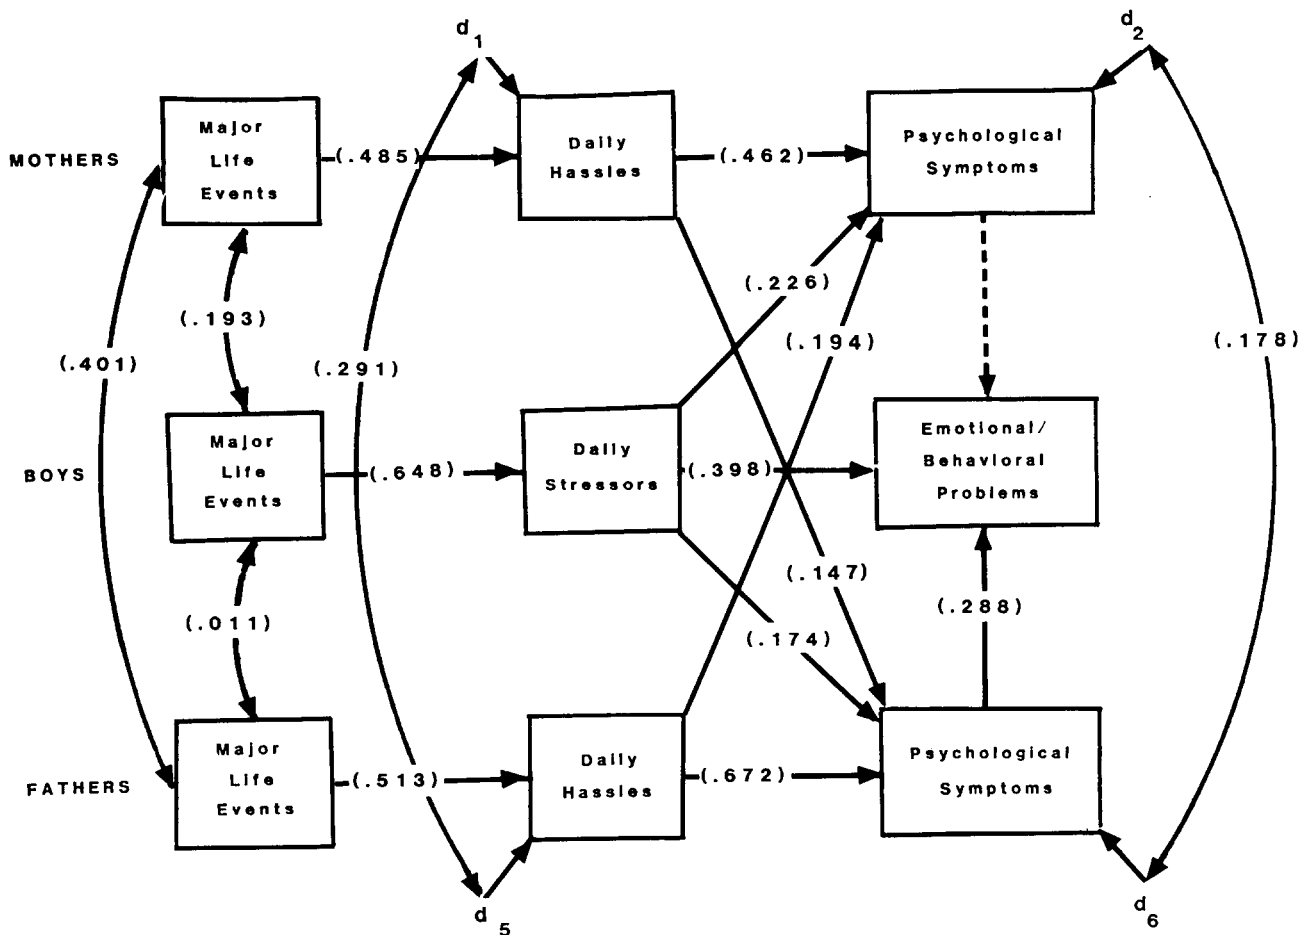 d1
d2
MOTHERS
Major
Life
Events
(.485)
Daily
Hassles
(.462)
Psychological
Symptoms
(.193)
(.401)
(.291)
(.226)
(.194)
(.178)
BOYS
Major
Life
Events
(.648)
Daily
Stressors
(.398)
Emotional/
Behavioral
Problems
(.011)
(.147)
(.174)
(.288)
FATHERS
Major
Life
Events
(.513)
Daily
Hassles
(.672)
Psychological
Symptoms
d5
d6